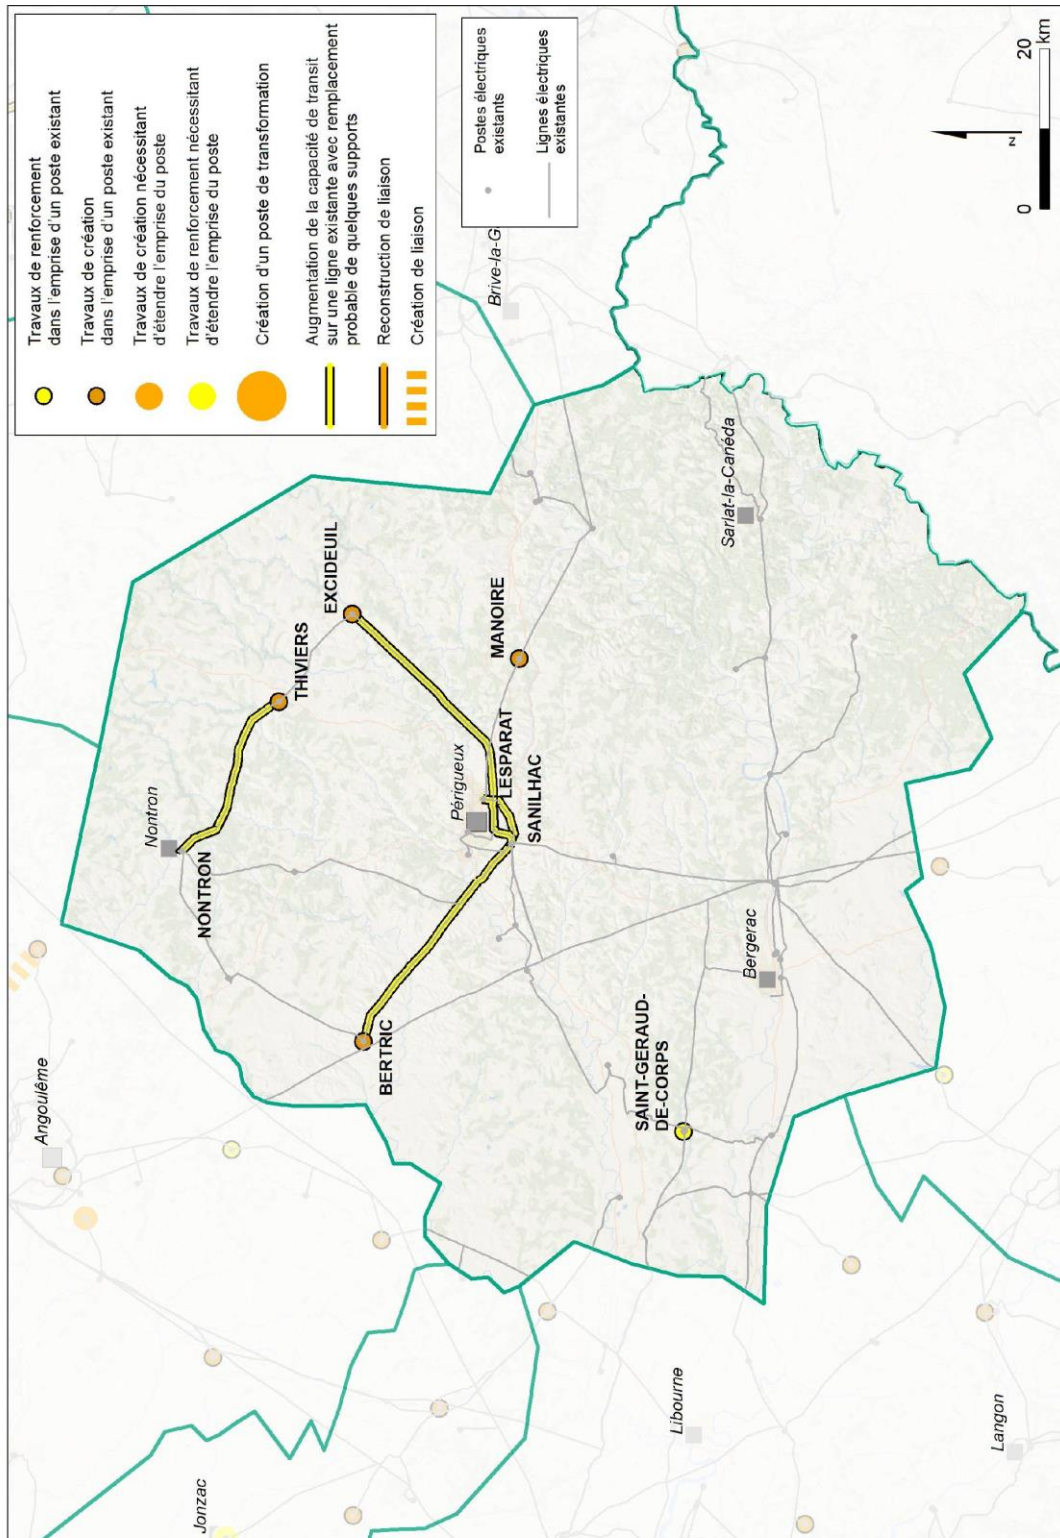 Travaux de renforcement
dans l'emprise d'un poste existant
Travaux de création
dans l'emprise d'un poste existant
Travaux de création nécessitant
d'étendre l'emprise du poste
Travaux de renforcement nécessitant
d'étendre l'emprise du poste
Création d'un poste de transformation
Augmentation de la capacité de transit
sur une ligne existante avec remplacement
probable de quelques supports
Reconstruction de liaison
Création de liaison
Postes électriques
existants
Lignes électriques
existantes
Angoulême
Nontron
NONTRON
THIVIERS
Jonzac
EXCIDEUIL
BERTRIC
Périgueux
LESPARAT
SANILHAC
MANOIRE
Brive-la-G
SAINT-GERAUD-
DE-CORPS
Libourne
Bergerac
Sarlat-la-Canéda
Langon
N
0
20
km